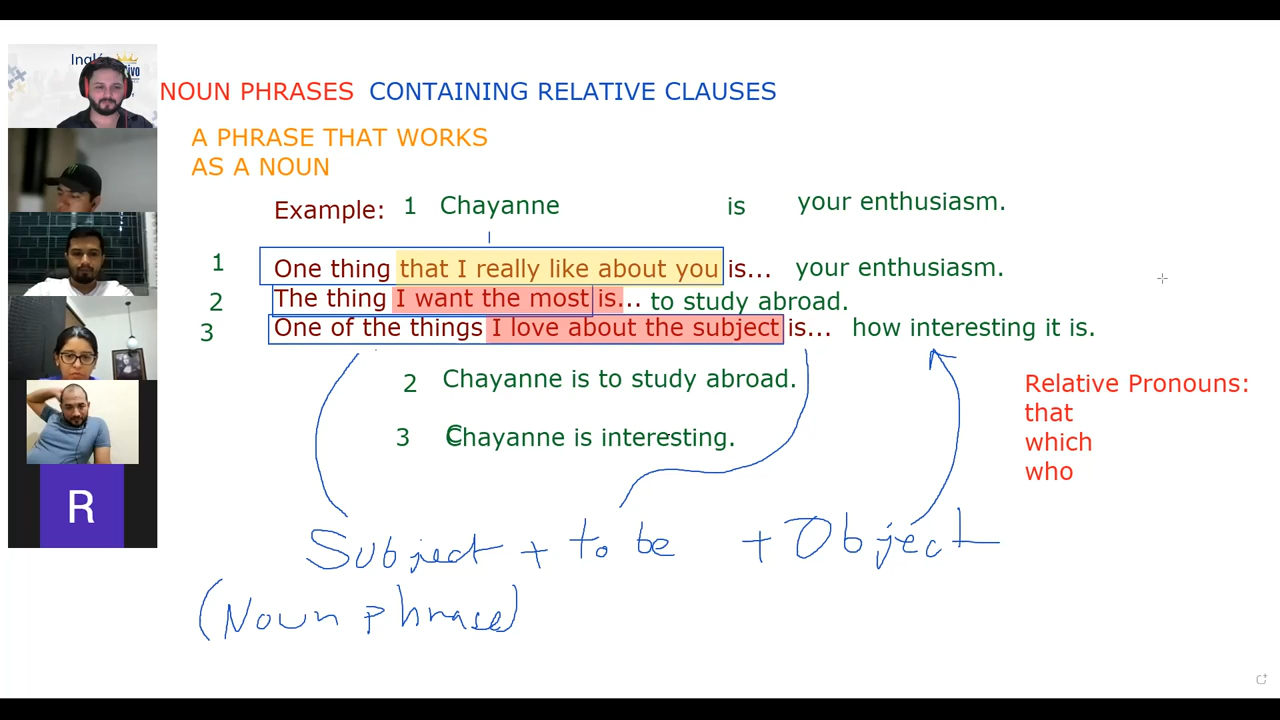 Inglés
NOUN PHRASES CONTAINING RELATIVE CLAUSES
A PHRASE THAT WORKS
AS A NOUN
Example: 1 Chayanne is your enthusiasm.
1 One thing that I really like about you is... your enthusiasm.
2 The thing I want the most is... to study abroad.
3 One of the things I love about the subject is... how interesting it is.
2 Chayanne is to study abroad.
3 Chayanne is interesting.
Relative Pronouns:
that
which
who
R
Subject + to be + Object
(Noun phrase)